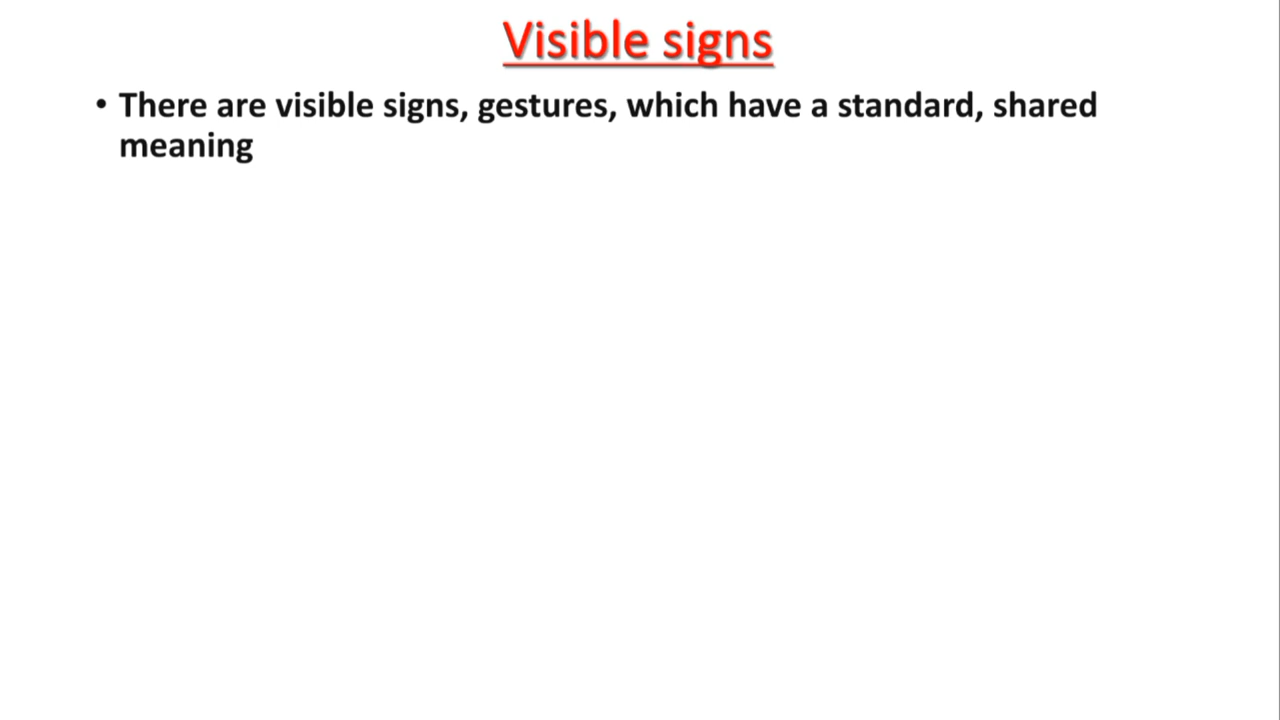 Visible signs
• There are visible signs, gestures, which have a standard, shared
meaning